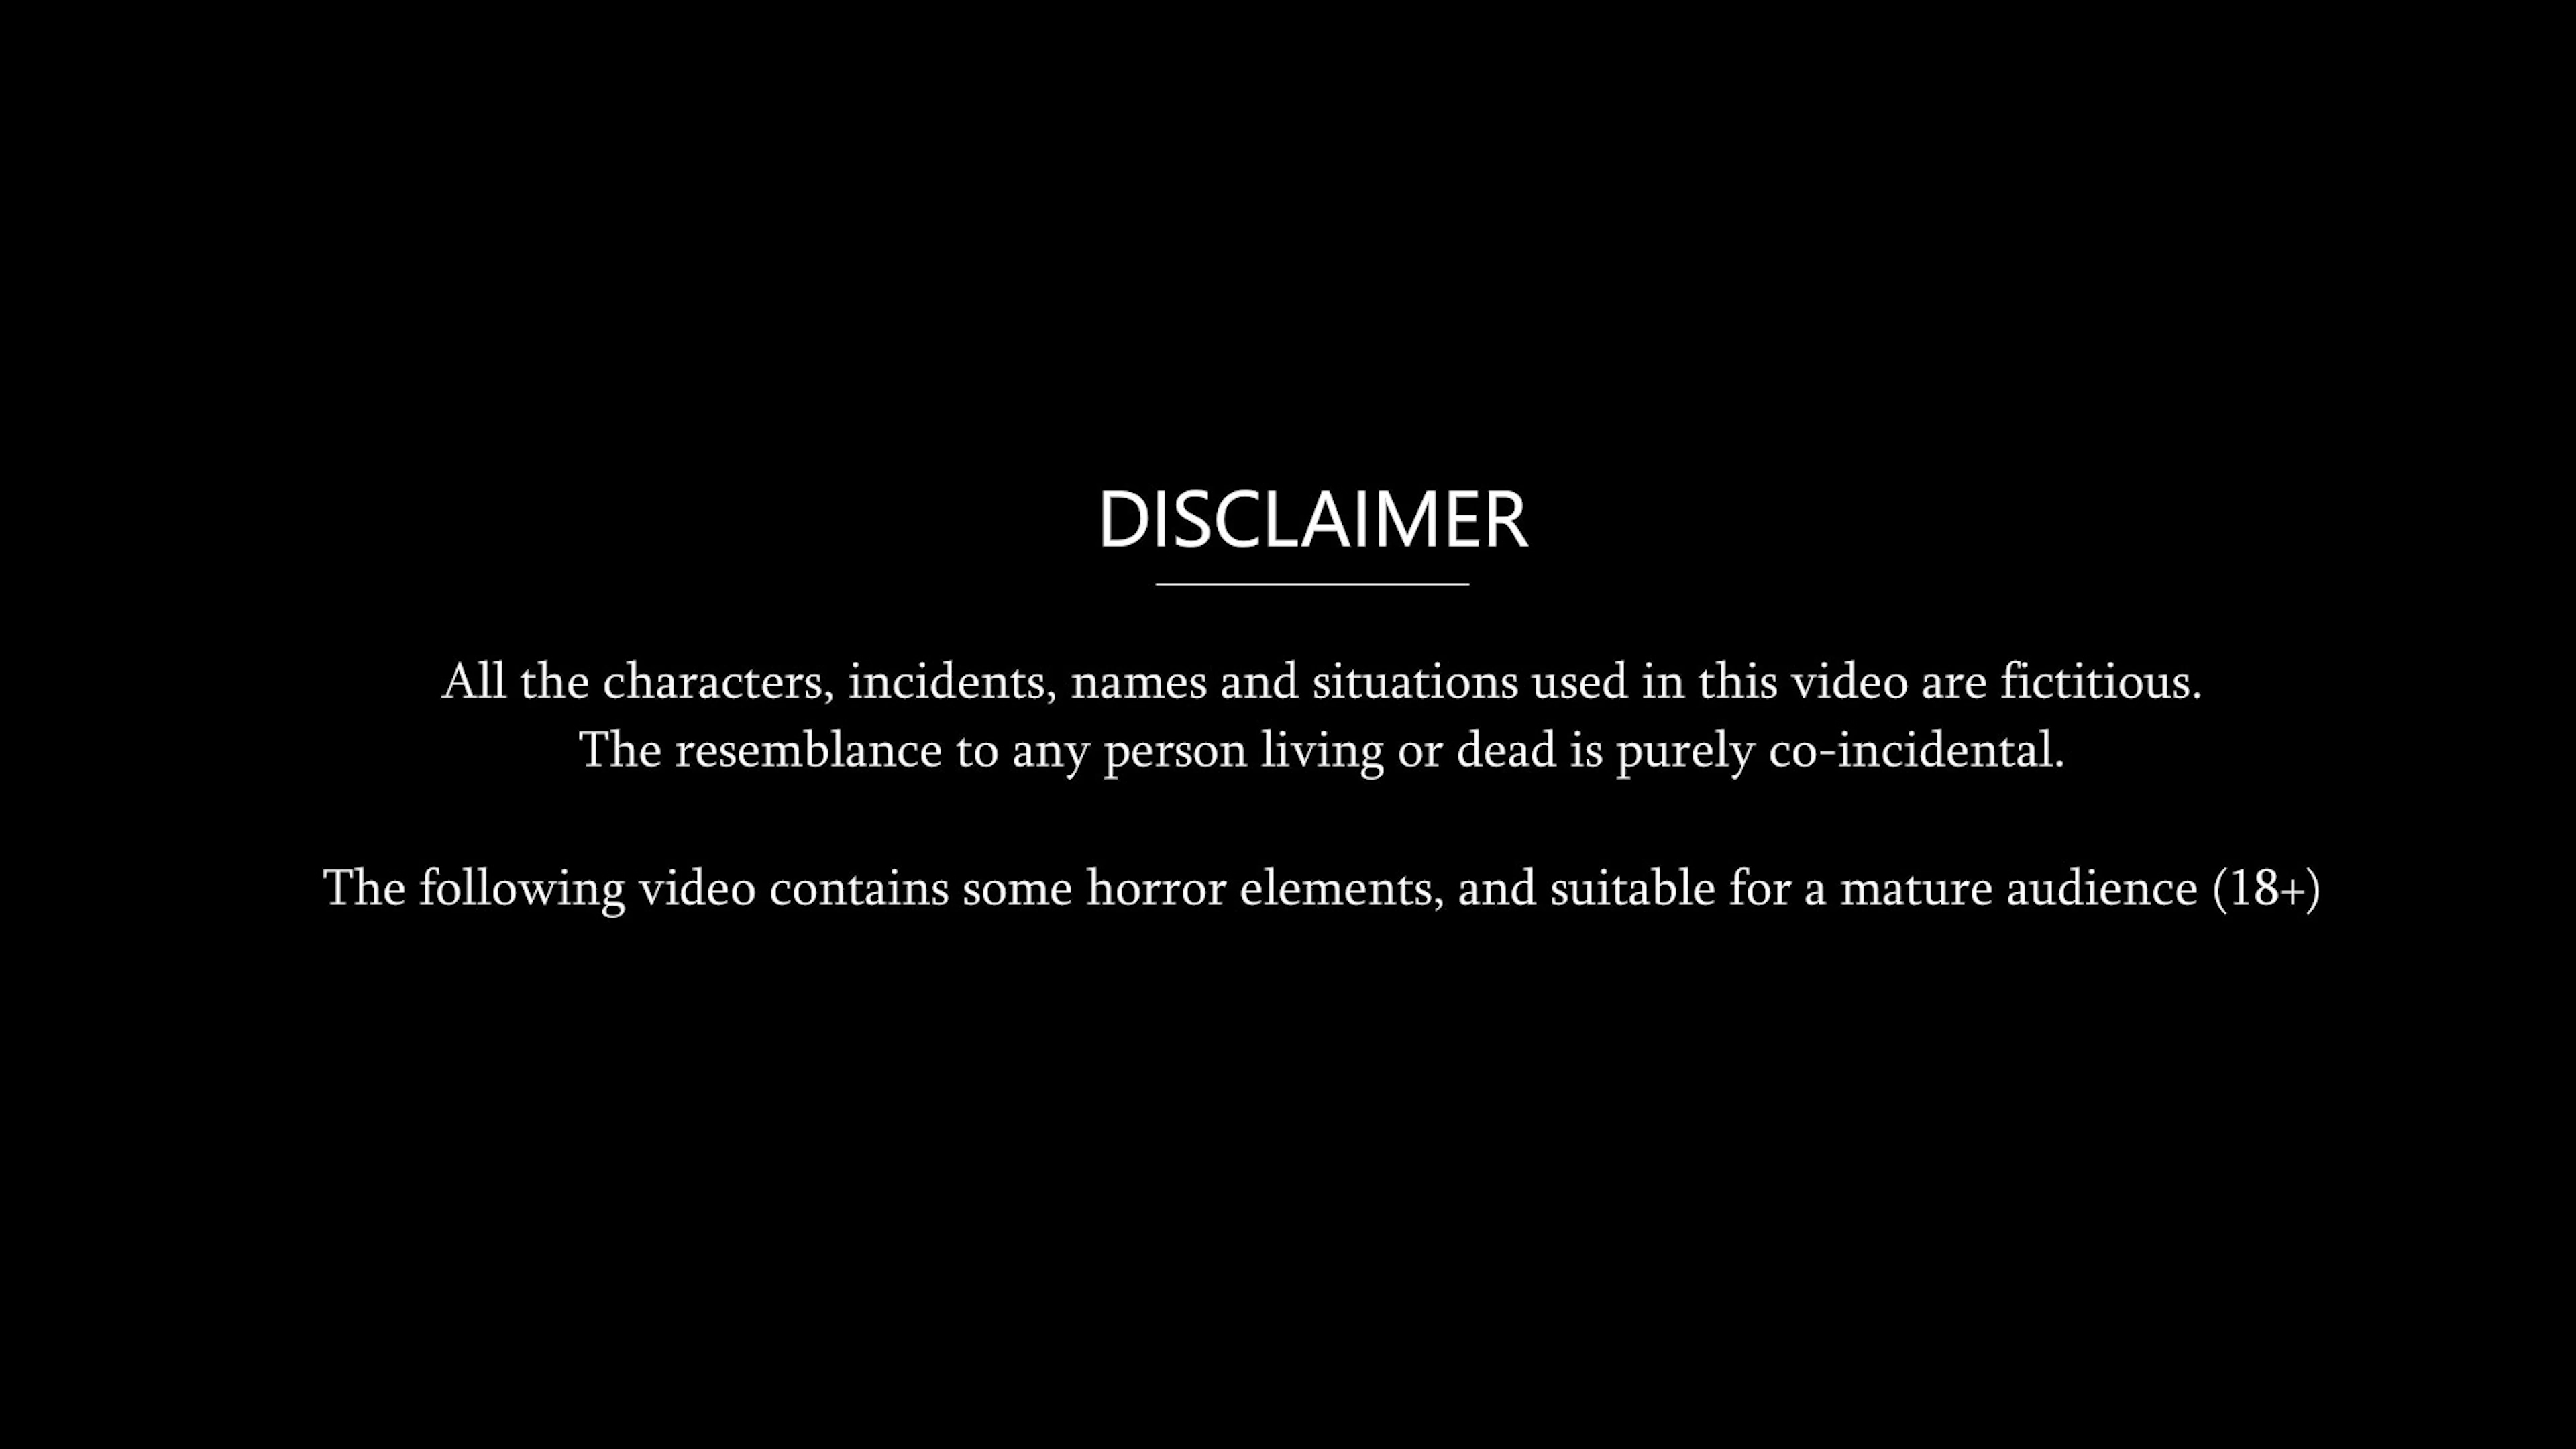 DISCLAIMER
All the characters, incidents, names and situations used in this video are fictitious.
The resemblance to any person living or dead is purely co-incidental.
The following video contains some horror elements, and suitable for a mature audience (18+)